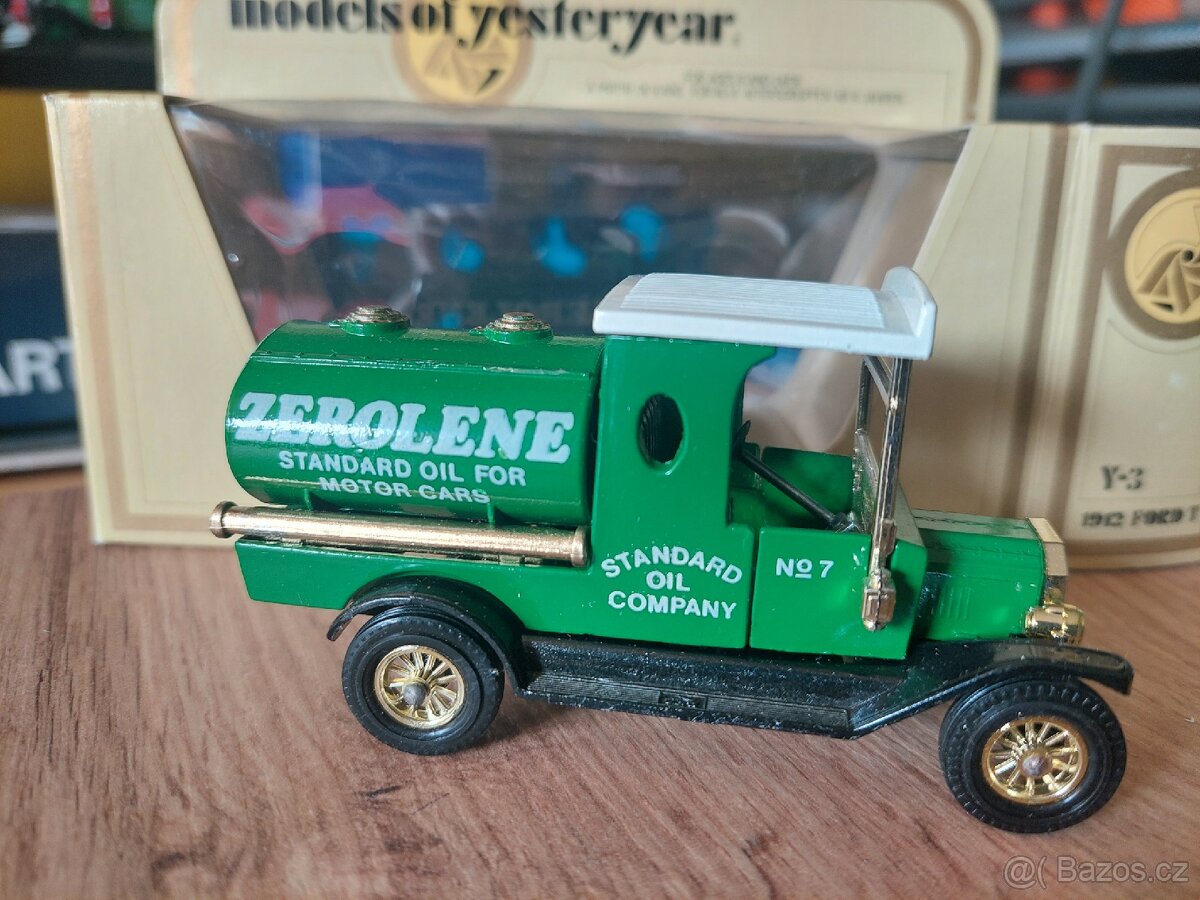 models of yesteryear
ART
ZEROLENE
STANDARD OIL FOR
MOTOR CARS
STANDARD
OIL
COMPANY
Nº 7
Y-3
1912 FORD T
@( Bazos.cz